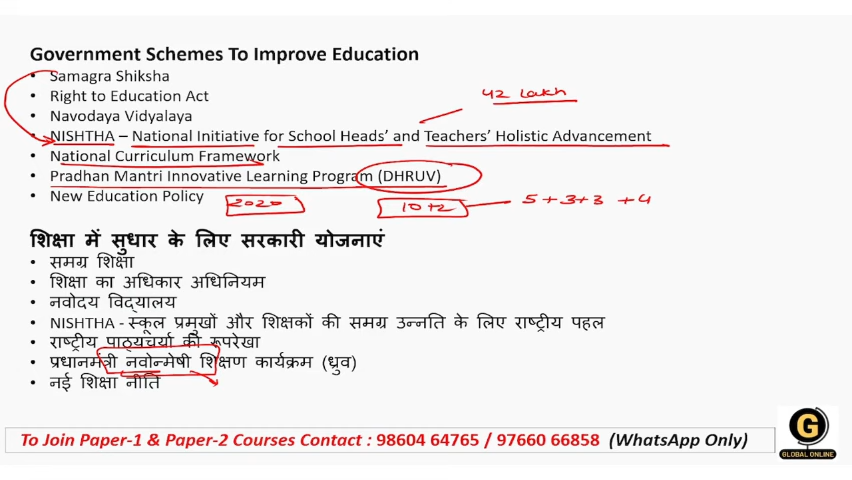 Government Schemes To Improve Education
• Samagra Shiksha
42 lakh
• Right to Education Act
• Navodaya Vidyalaya
• NISHTHA – National Initiative for School Heads' and Teachers' Holistic Advancement
• National Curriculum Framework
• Pradhan Mantri Innovative Learning Program (DHRUV)
• New Education Policy 2020 10+2 5+3+3+4
शिक्षा में सुधार के लिए सरकारी योजनाएं
• समग्र शिक्षा
• शिक्षा का अधिकार अधिनियम
• नवोदय विद्यालय
• NISHTHA - स्कूल प्रमुखों और शिक्षकों की समग्र उन्नति के लिए राष्ट्रीय पहल
• राष्ट्रीय पाठ्यचर्या की रूपरेखा
• प्रधानमंत्री नवोन्मेषी शिक्षण कार्यक्रम (ध्रुव)
• नई शिक्षा नीति
To Join Paper-1 & Paper-2 Courses Contact : 98604 64765 / 97660 66858 (WhatsApp Only)
G
GLOBAL ONLINE